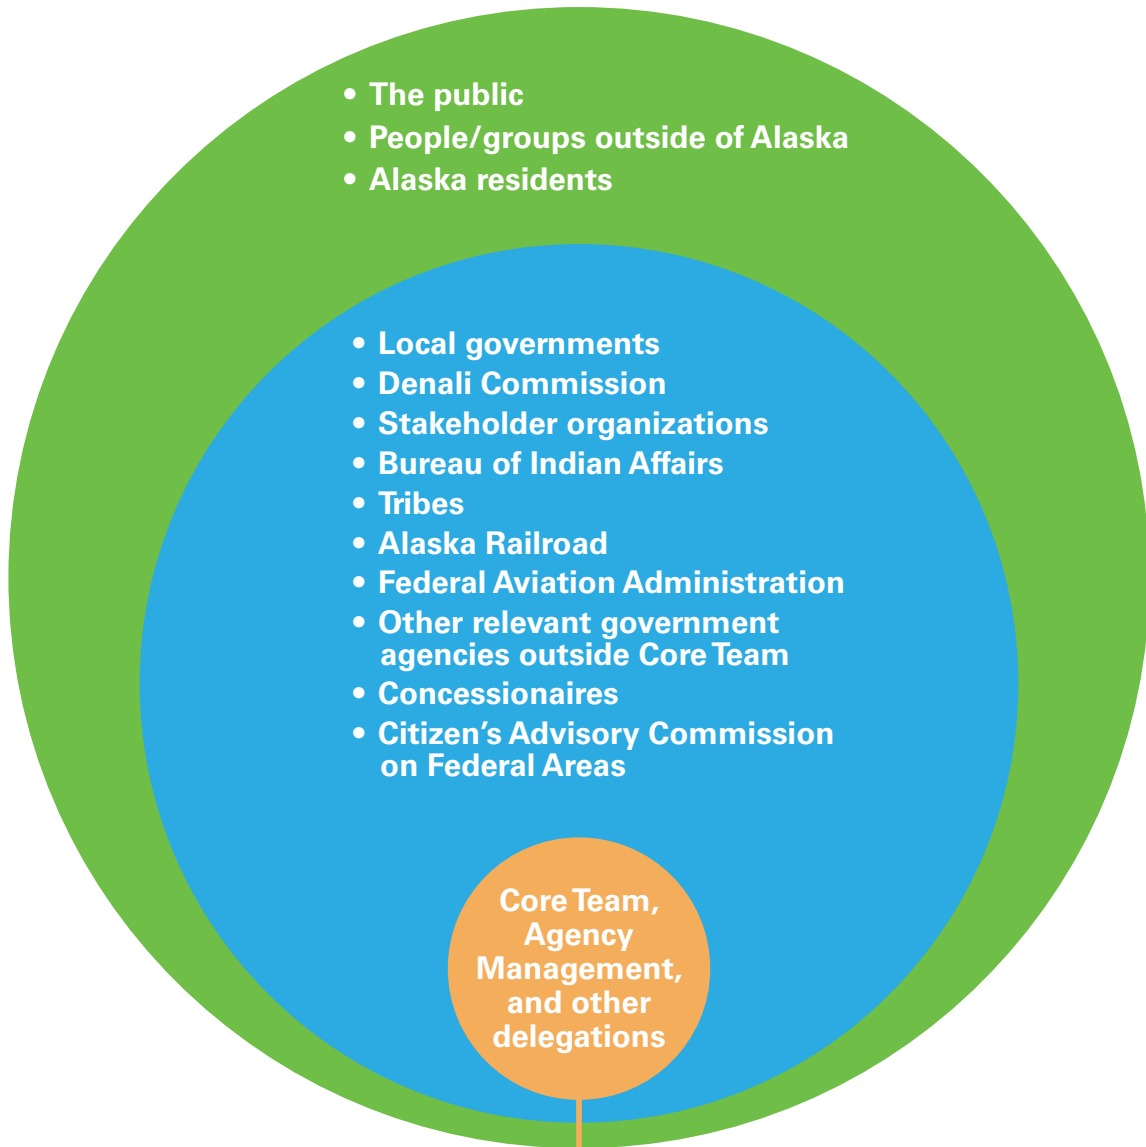 • The public
• People/groups outside of Alaska
• Alaska residents
• Local governments
• Denali Commission
• Stakeholder organizations
• Bureau of Indian Affairs
• Tribes
• Alaska Railroad
• Federal Aviation Administration
• Other relevant government
agencies outside Core Team
• Concessionaires
• Citizen’s Advisory Commission
on Federal Areas
Core Team,
Agency
Management,
and other
delegations